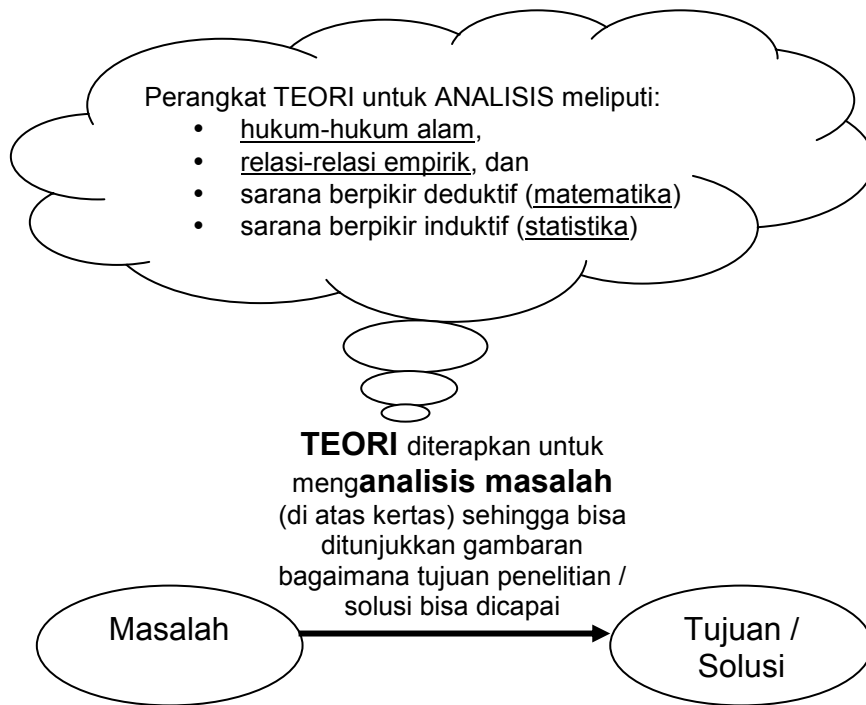 Perangkat TEORI untuk ANALISIS meliputi:
• hukum-hukum alam,
• relasi-relasi empirik, dan
• sarana berpikir deduktif (matematika)
• sarana berpikir induktif (statistika)
TEORI diterapkan untuk
menganalisis masalah
(di atas kertas) sehingga bisa
ditunjukkan gambaran
bagaimana tujuan penelitian /
solusi bisa dicapai
Masalah
Tujuan /
Solusi